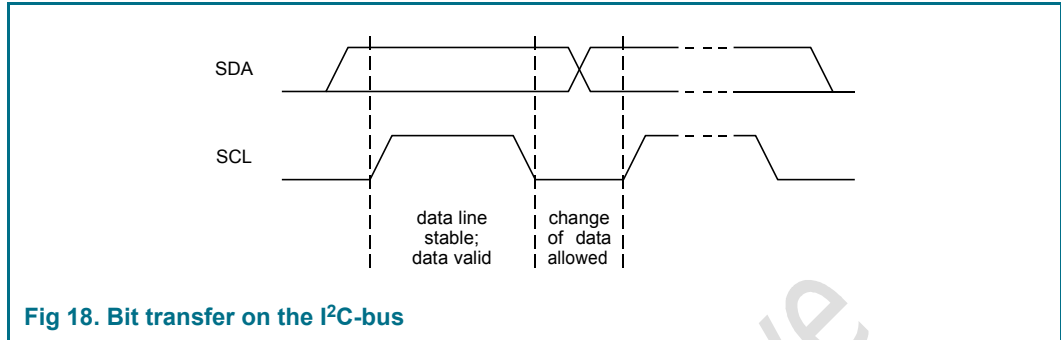 SDA
SCL
data line
stable;
data valid
change
of data
allowed
Fig 18. Bit transfer on the I²C-bus